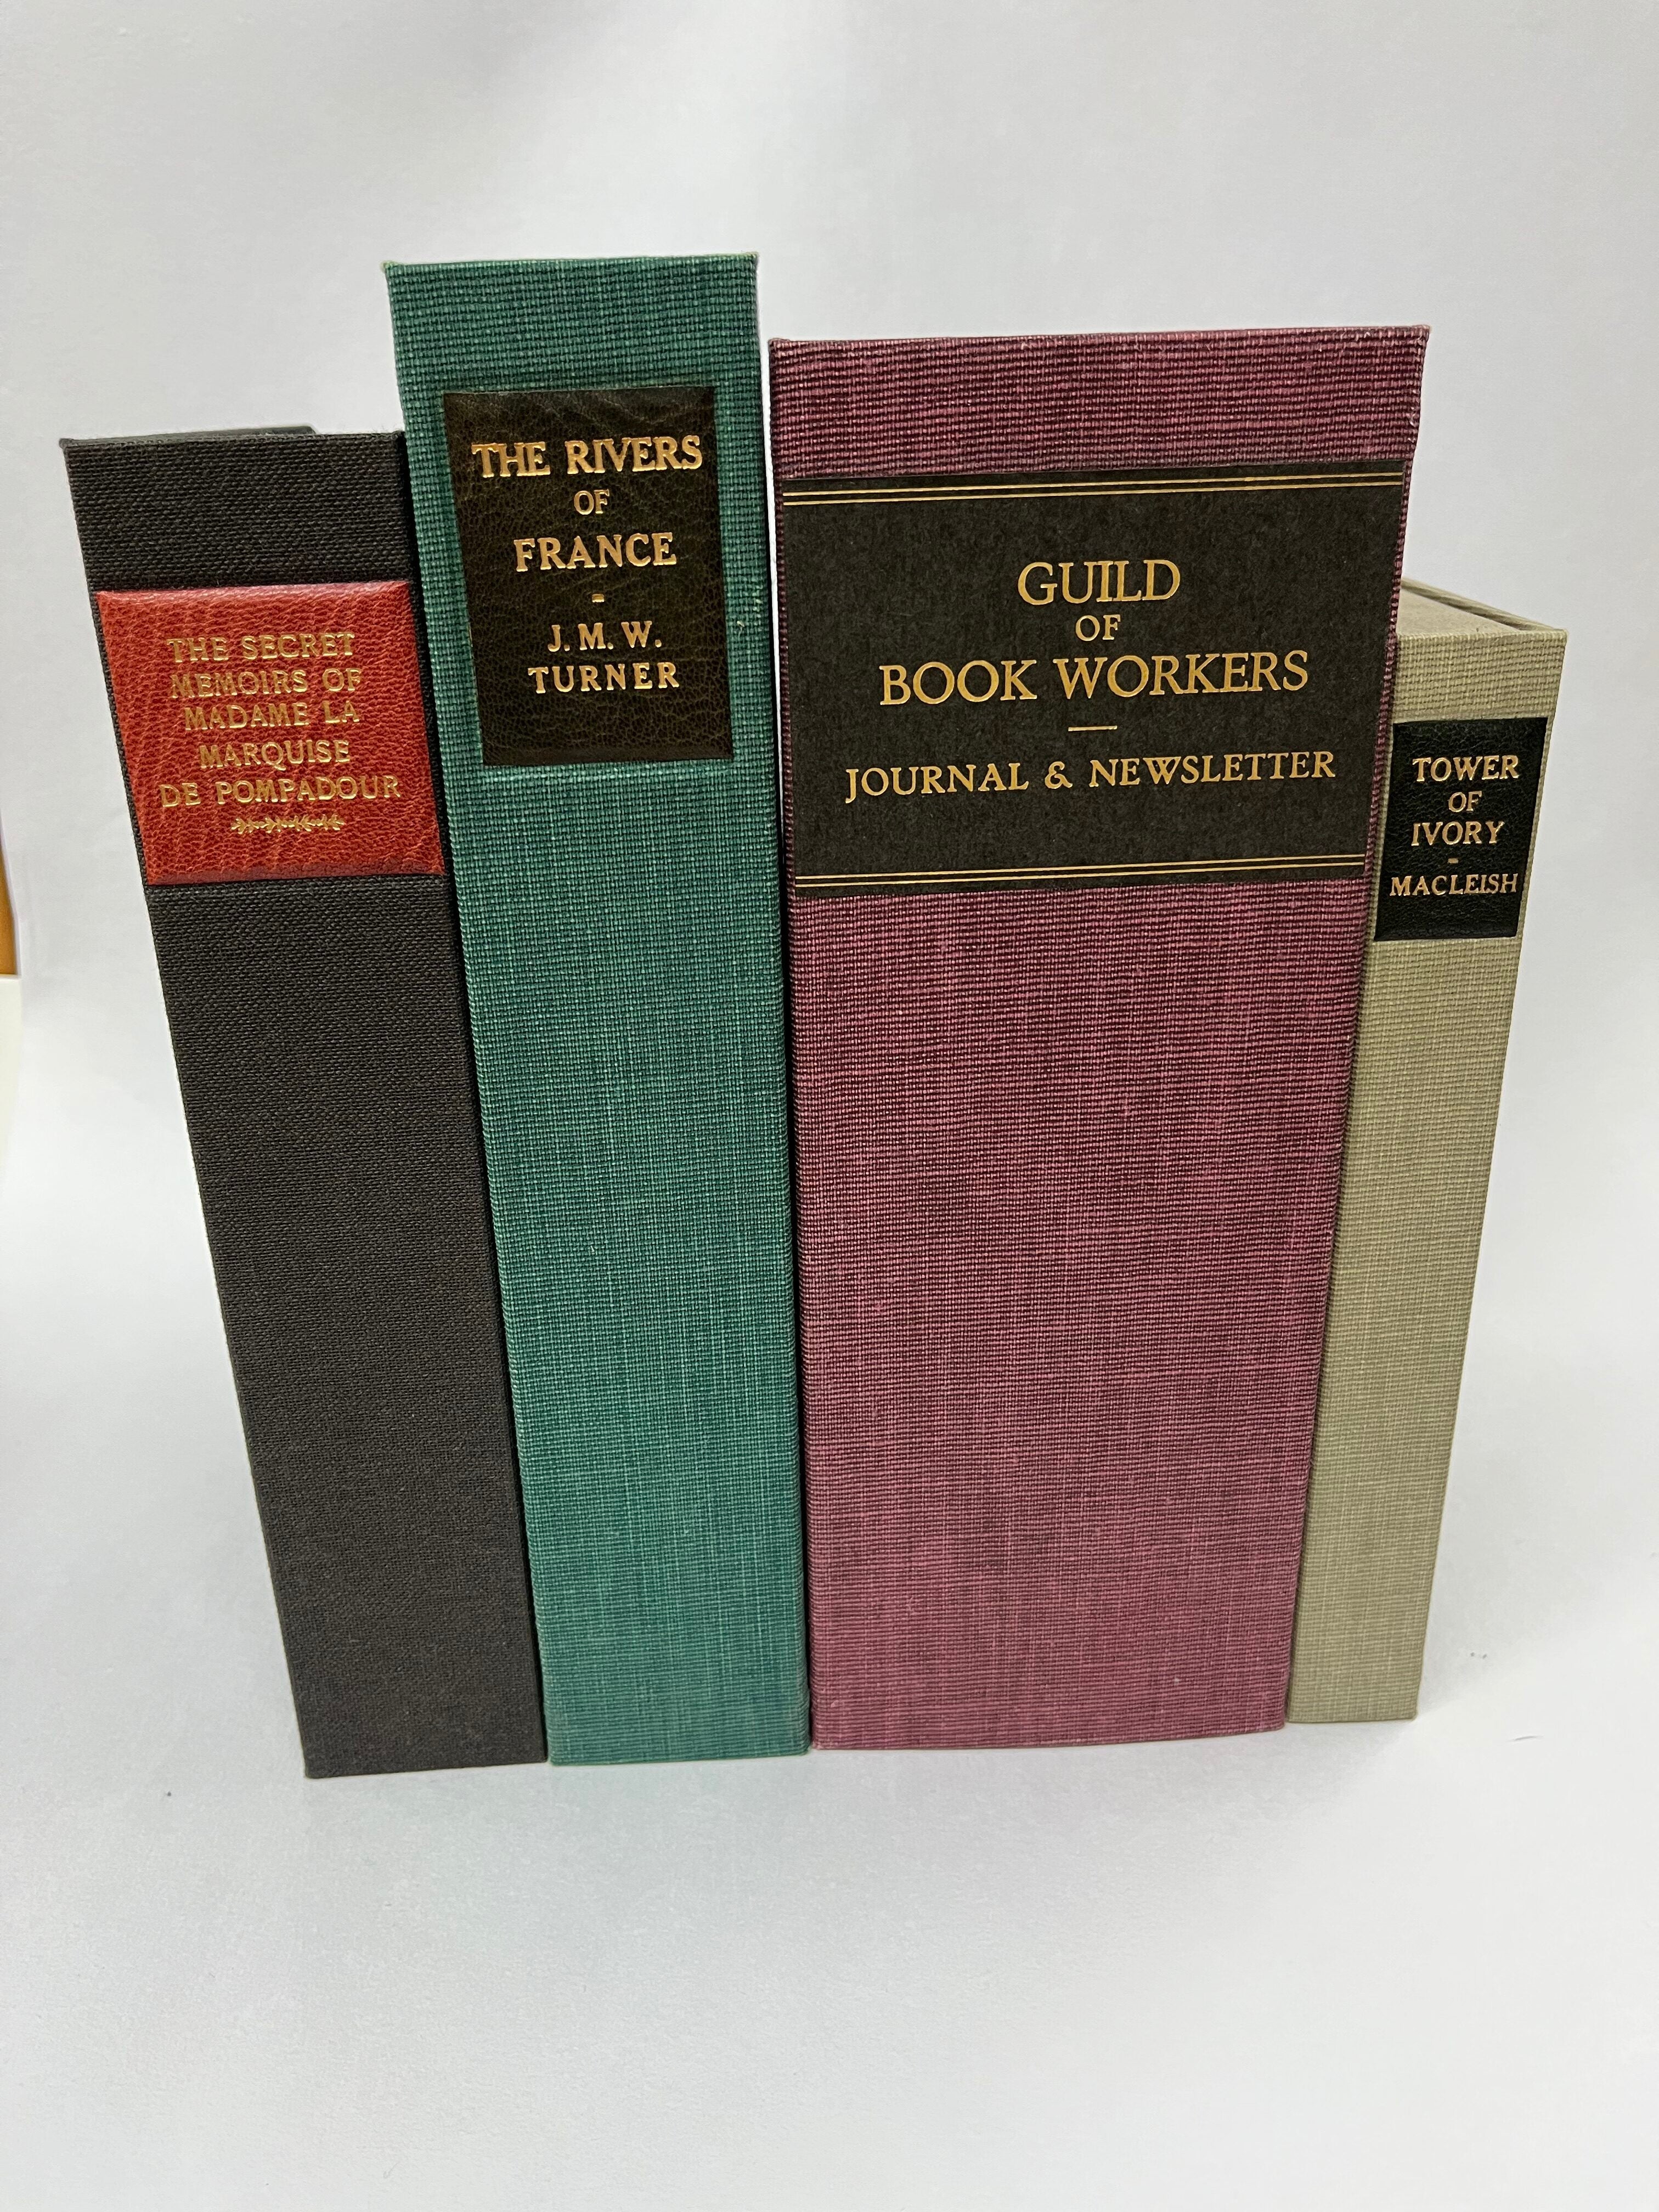 THE SECRET
MEMOIRS OF
MADAME LA
MARQUISE
DE POMPADOUR
THE RIVERS
OF
FRANCE
-
J. M. W.
TURNER
GUILD
OF
BOOK WORKERS
—
JOURNAL & NEWSLETTER
TOWER
OF
IVORY
-
MACLEISH